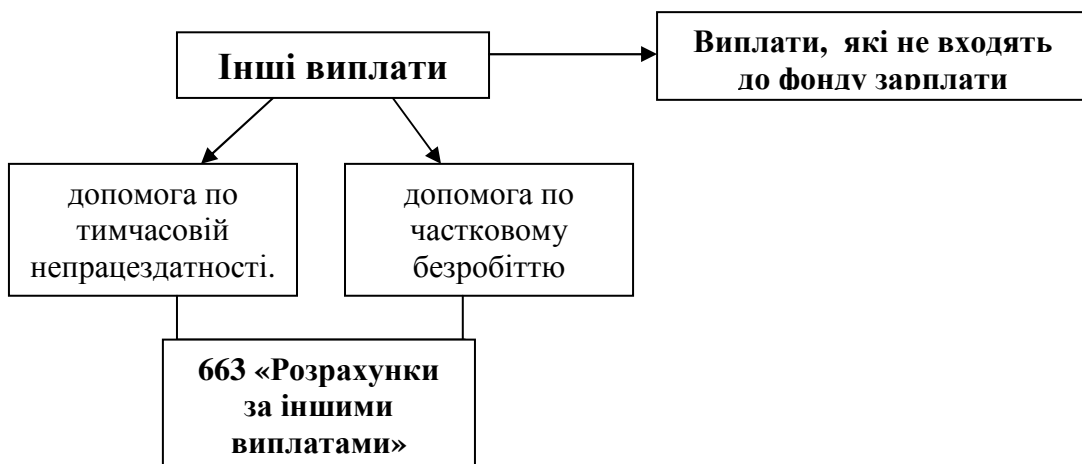 Інші виплати
Виплати, які не входять
до фонду зарплати
допомога по
тимчасовій
непрацездатності.
допомога по
частковому
безробіттю
663 «Розрахунки
за іншими
виплатами»